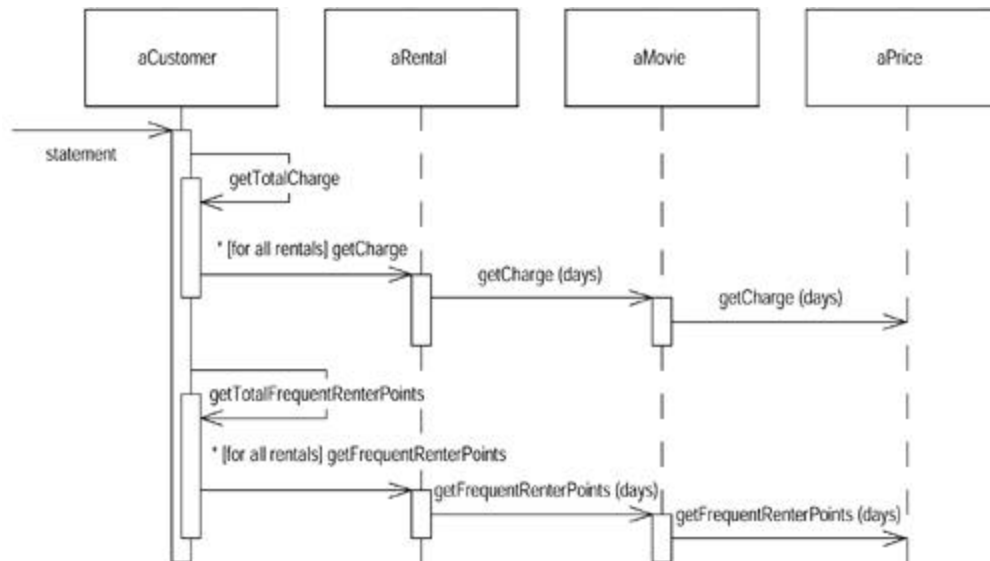 aCustomer
aRental
aMovie
aPrice
statement
getTotalCharge
* [for all rentals] getCharge
getCharge (days)
getCharge (days)
getTotalFrequentRenterPoints
* [for all rentals] getFrequentRenterPoints
getFrequentRenterPoints (days)
getFrequentRenterPoints (days)